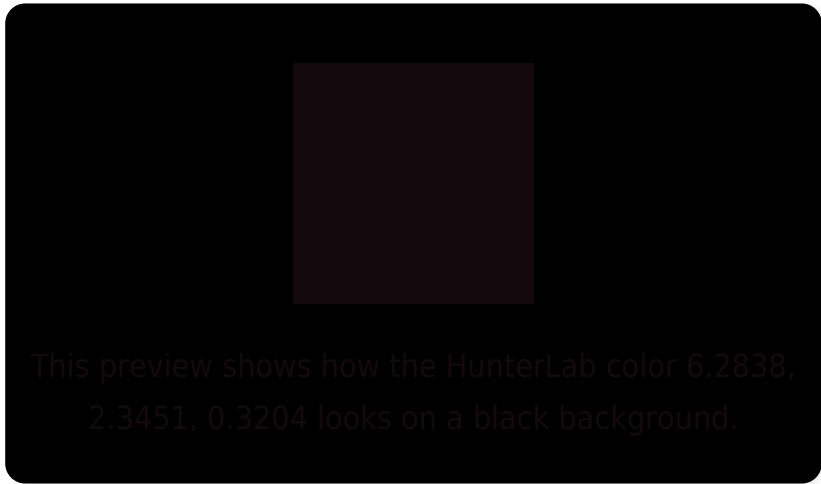 This preview shows how the HunterLab color 6.2838,
2.3451, 0.3204 looks on a black background.